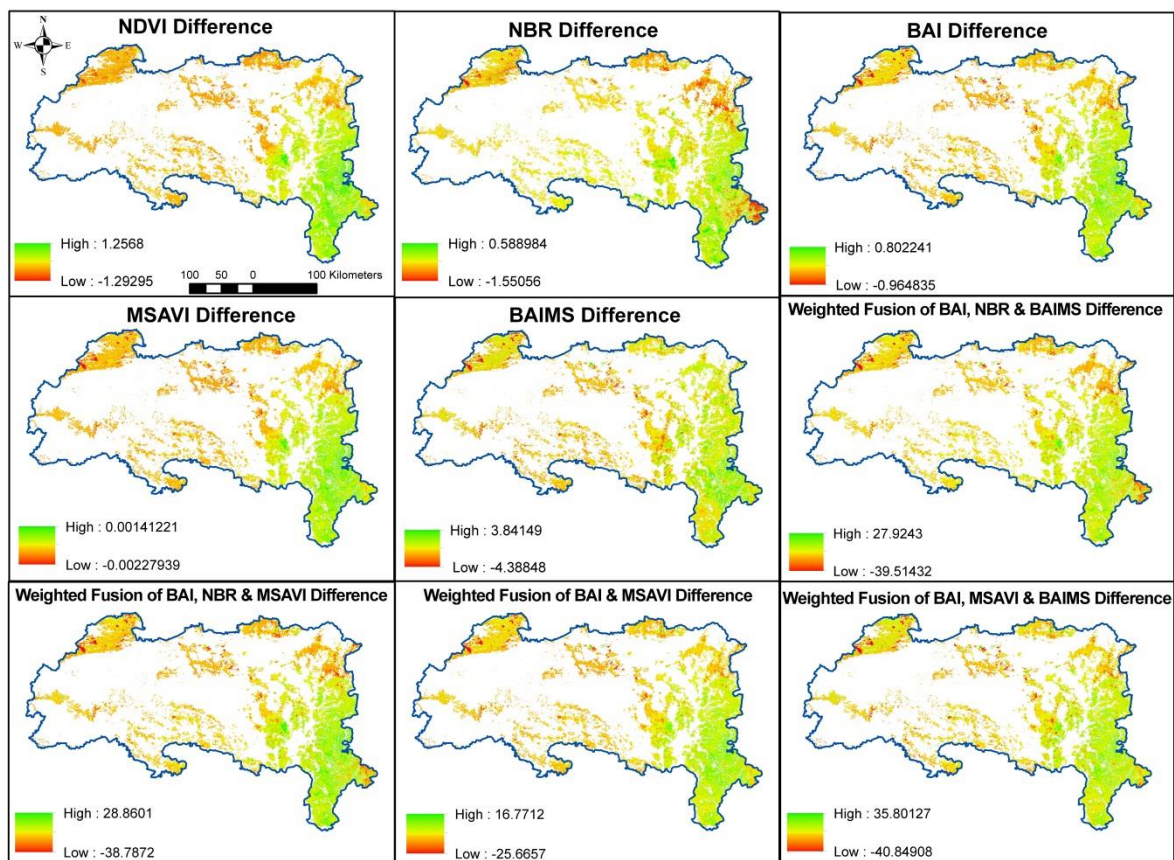 N
W E
S
NDVI Difference
High : 1.2568
Low : -1.29295
100 50 0 100 Kilometers
NBR Difference
High : 0.588984
Low : -1.55056
BAI Difference
High : 0.802241
Low : -0.964835
MSAVI Difference
High : 0.00141221
Low : -0.00227939
BAIMS Difference
High : 3.84149
Low : -4.38848
Weighted Fusion of BAI, NBR & BAIMS Difference
High : 27.9243
Low : -39.51432
Weighted Fusion of BAI, NBR & MSAVI Difference
High : 28.8601
Low : -38.7872
Weighted Fusion of BAI & MSAVI Difference
High : 16.7712
Low : -25.6657
Weighted Fusion of BAI, MSAVI & BAIMS Difference
High : 35.80127
Low : -40.84908